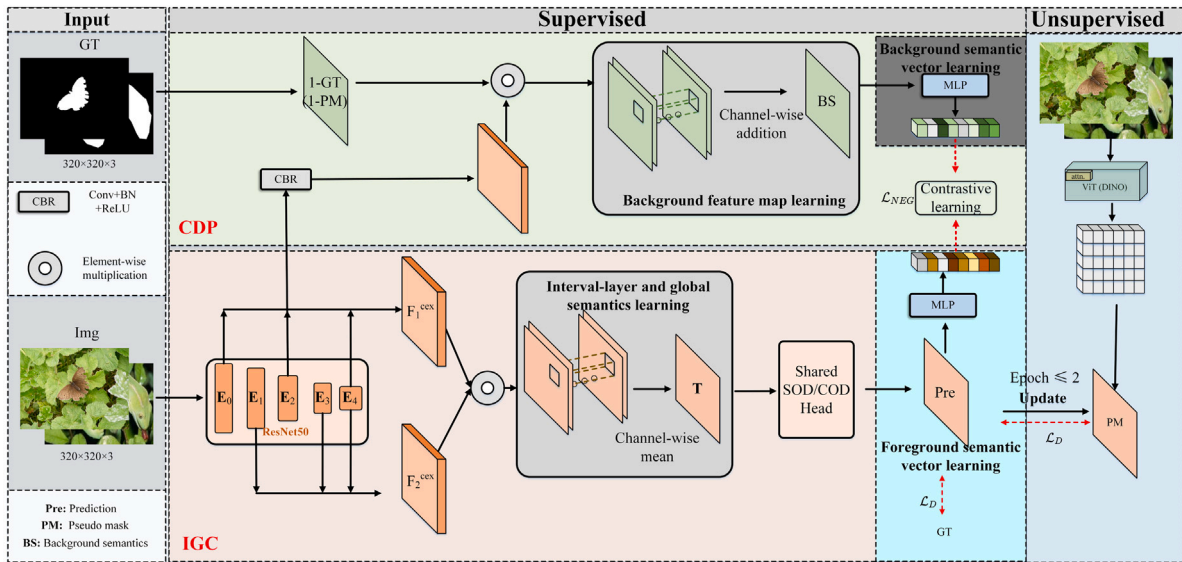 Input
Supervised
Unsupervised
GT
320×320×3
CBR
Conv+BN
+ReLU
Element-wise
multiplication
Img
320×320×3
Pre: Prediction
PM: Pseudo mask
BS: Background semantics
1-GT
(1-PM)
CBR
CDP
Channel-wise
addition
BS
Background feature map learning
Background semantic
vector learning
MLP
ℒNEG
Contrastive
learning
E0
E1
E2
E3
E4
ResNet50
F1cex
F2cex
IGC
Interval-layer and global
semantics learning
T
Channel-wise
mean
Shared
SOD/COD
Head
MLP
Pre
Foreground semantic
vector learning
ℒD
GT
Epoch ⩽ 2
Update
ℒD
attn.
ViT (DINO)
PM